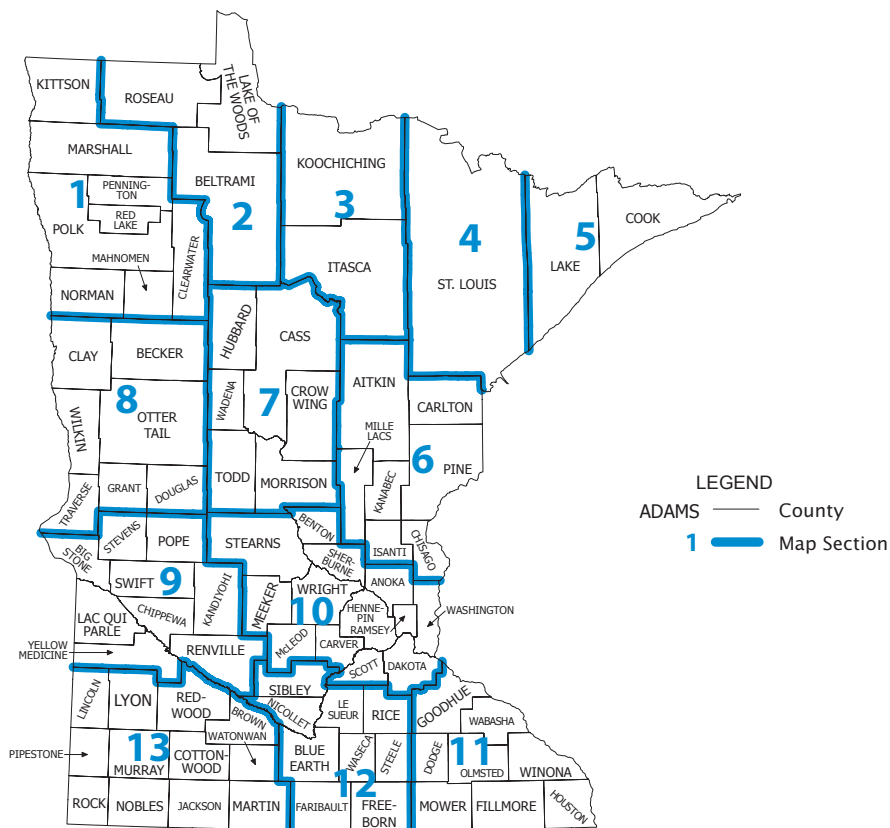 KITTSON
ROSEAU
LAKE OF
THE WOODS
MARSHALL
KOOCHICHING
BELTRAMI
PENNING-
TON
1
RED
LAKE
POLK
2
3
4
5
COOK
MAHNOMEN
CLEARWATER
ITASCA
LAKE
ST. LOUIS
NORMAN
HUBBARD
CASS
CLAY
BECKER
AITKIN
8
WADENA
7
CROW
WING
CARLTON
OTTER
TAIL
WILKIN
MILLE
LACS
6
PINE
TODD
MORRISON
KANABEC
GRANT
DOUGLAS
TRAVERSE
LEGEND
ADAMS
County
1
Map Section
STEVENS
POPE
STEARNS
BENTON
ISANTI
CHISAGO
BIG
STONE
SHER-
BURNE
SWIFT
9
KANDIYOHI
MEEKER
WRIGHT
10
ANOKA
CHIPPEWA
HENNE-
PIN
RAMSEY
WASHINGTON
LAC QUI
PARLE
YELLOW
MEDICINE
RENVILLE
McLEOD
CARVER
SCOTT
DAKOTA
SIBLEY
LINCOLN
LYON
RED-
WOOD
NICOLLET
LE
SUEUR
RICE
GOODHUE
BROWN
WABASHA
WATONWAN
PIPESTONE
13
MURRAY
COTTON-
WOOD
BLUE
EARTH
WASECA
STEELE
DODGE
11
OLMSTED
WINONA
12
ROCK
NOBLES
JACKSON
MARTIN
FARIBAULT
FREE-
BORN
MOWER
FILLMORE
HOUSTON